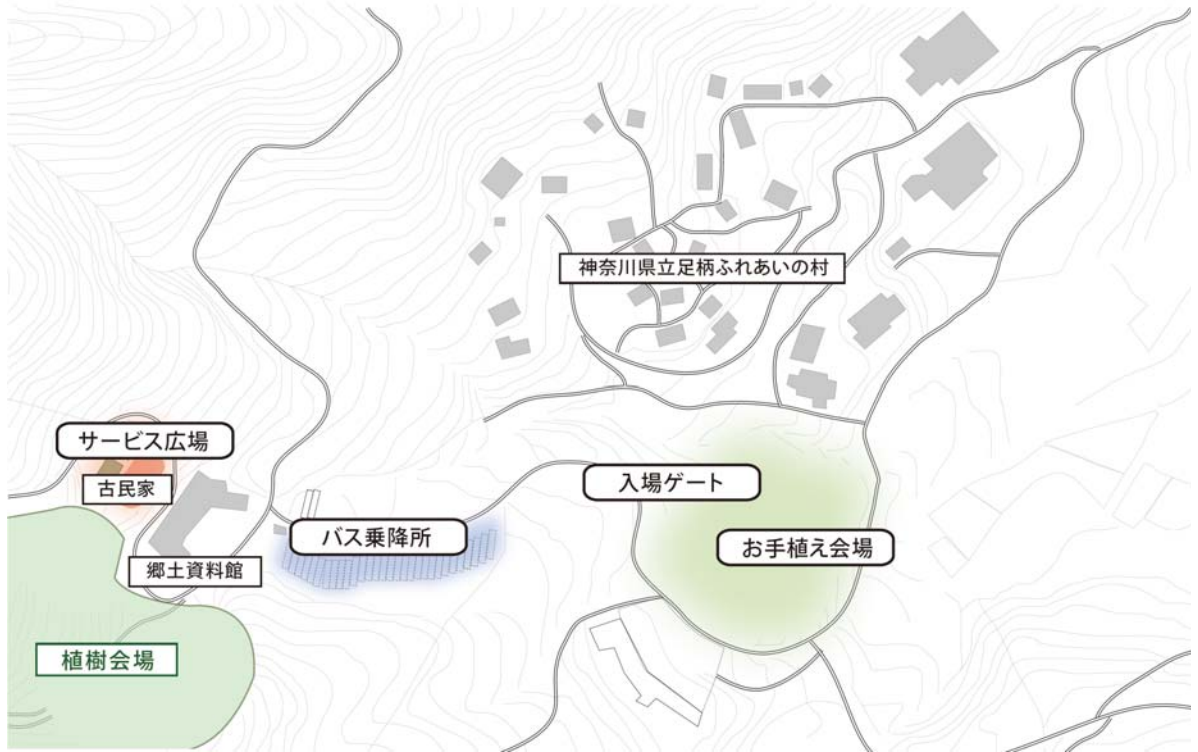 神奈川県立足柄ふれあいの村
サービス広場
古民家
入場ゲート
バス乗降所
お手植え会場
郷土資料館
植樹会場